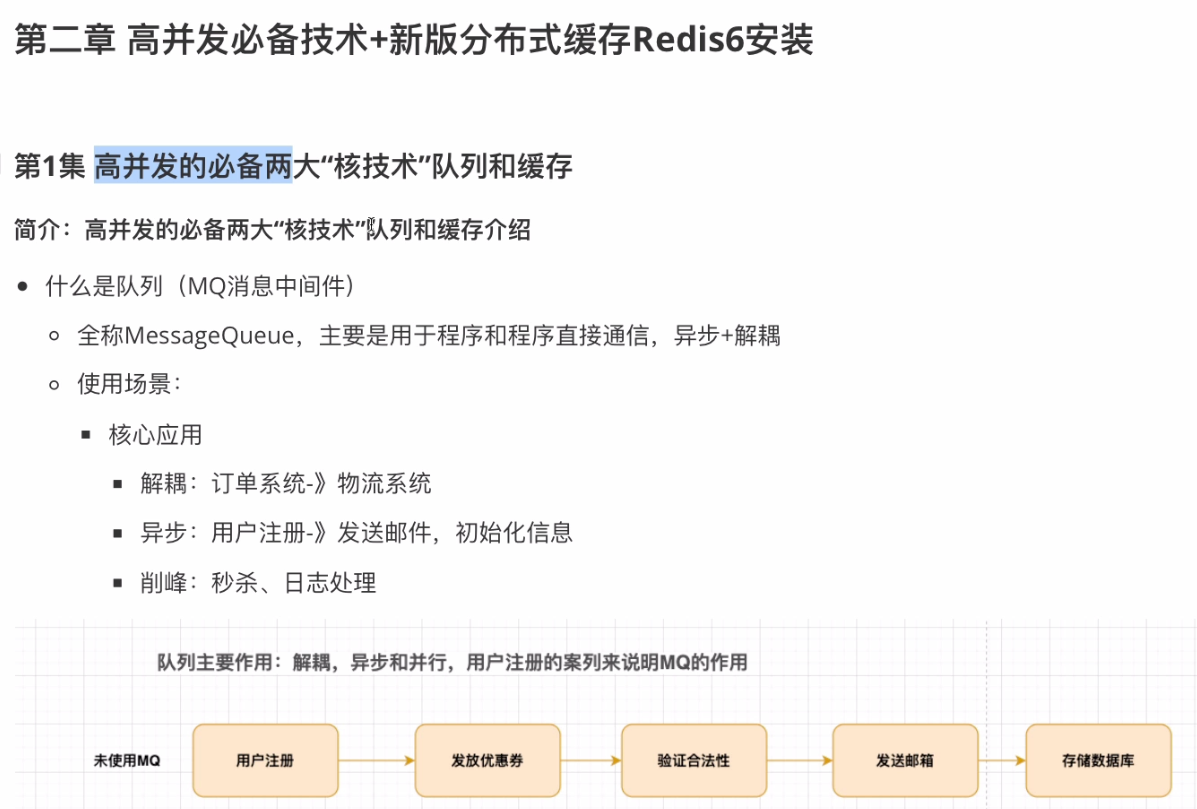 第二章 高并发必备技术+新版分布式缓存Redis6安装
第1集 高并发的必备两大“核技术”队列和缓存
简介：高并发的必备两大“核技术”队列和缓存介绍
什么是队列（MQ消息中间件）
全称MessageQueue，主要是用于程序和程序直接通信，异步+解耦
使用场景：
核心应用
解耦：订单系统-》物流系统
异步：用户注册-》发送邮件，初始化信息
削峰：秒杀、日志处理
队列主要作用：解耦，异步和并行，用户注册的案列来说明MQ的作用
未使用MQ 用户注册 发放优惠券 验证合法性 发送邮箱 存储数据库